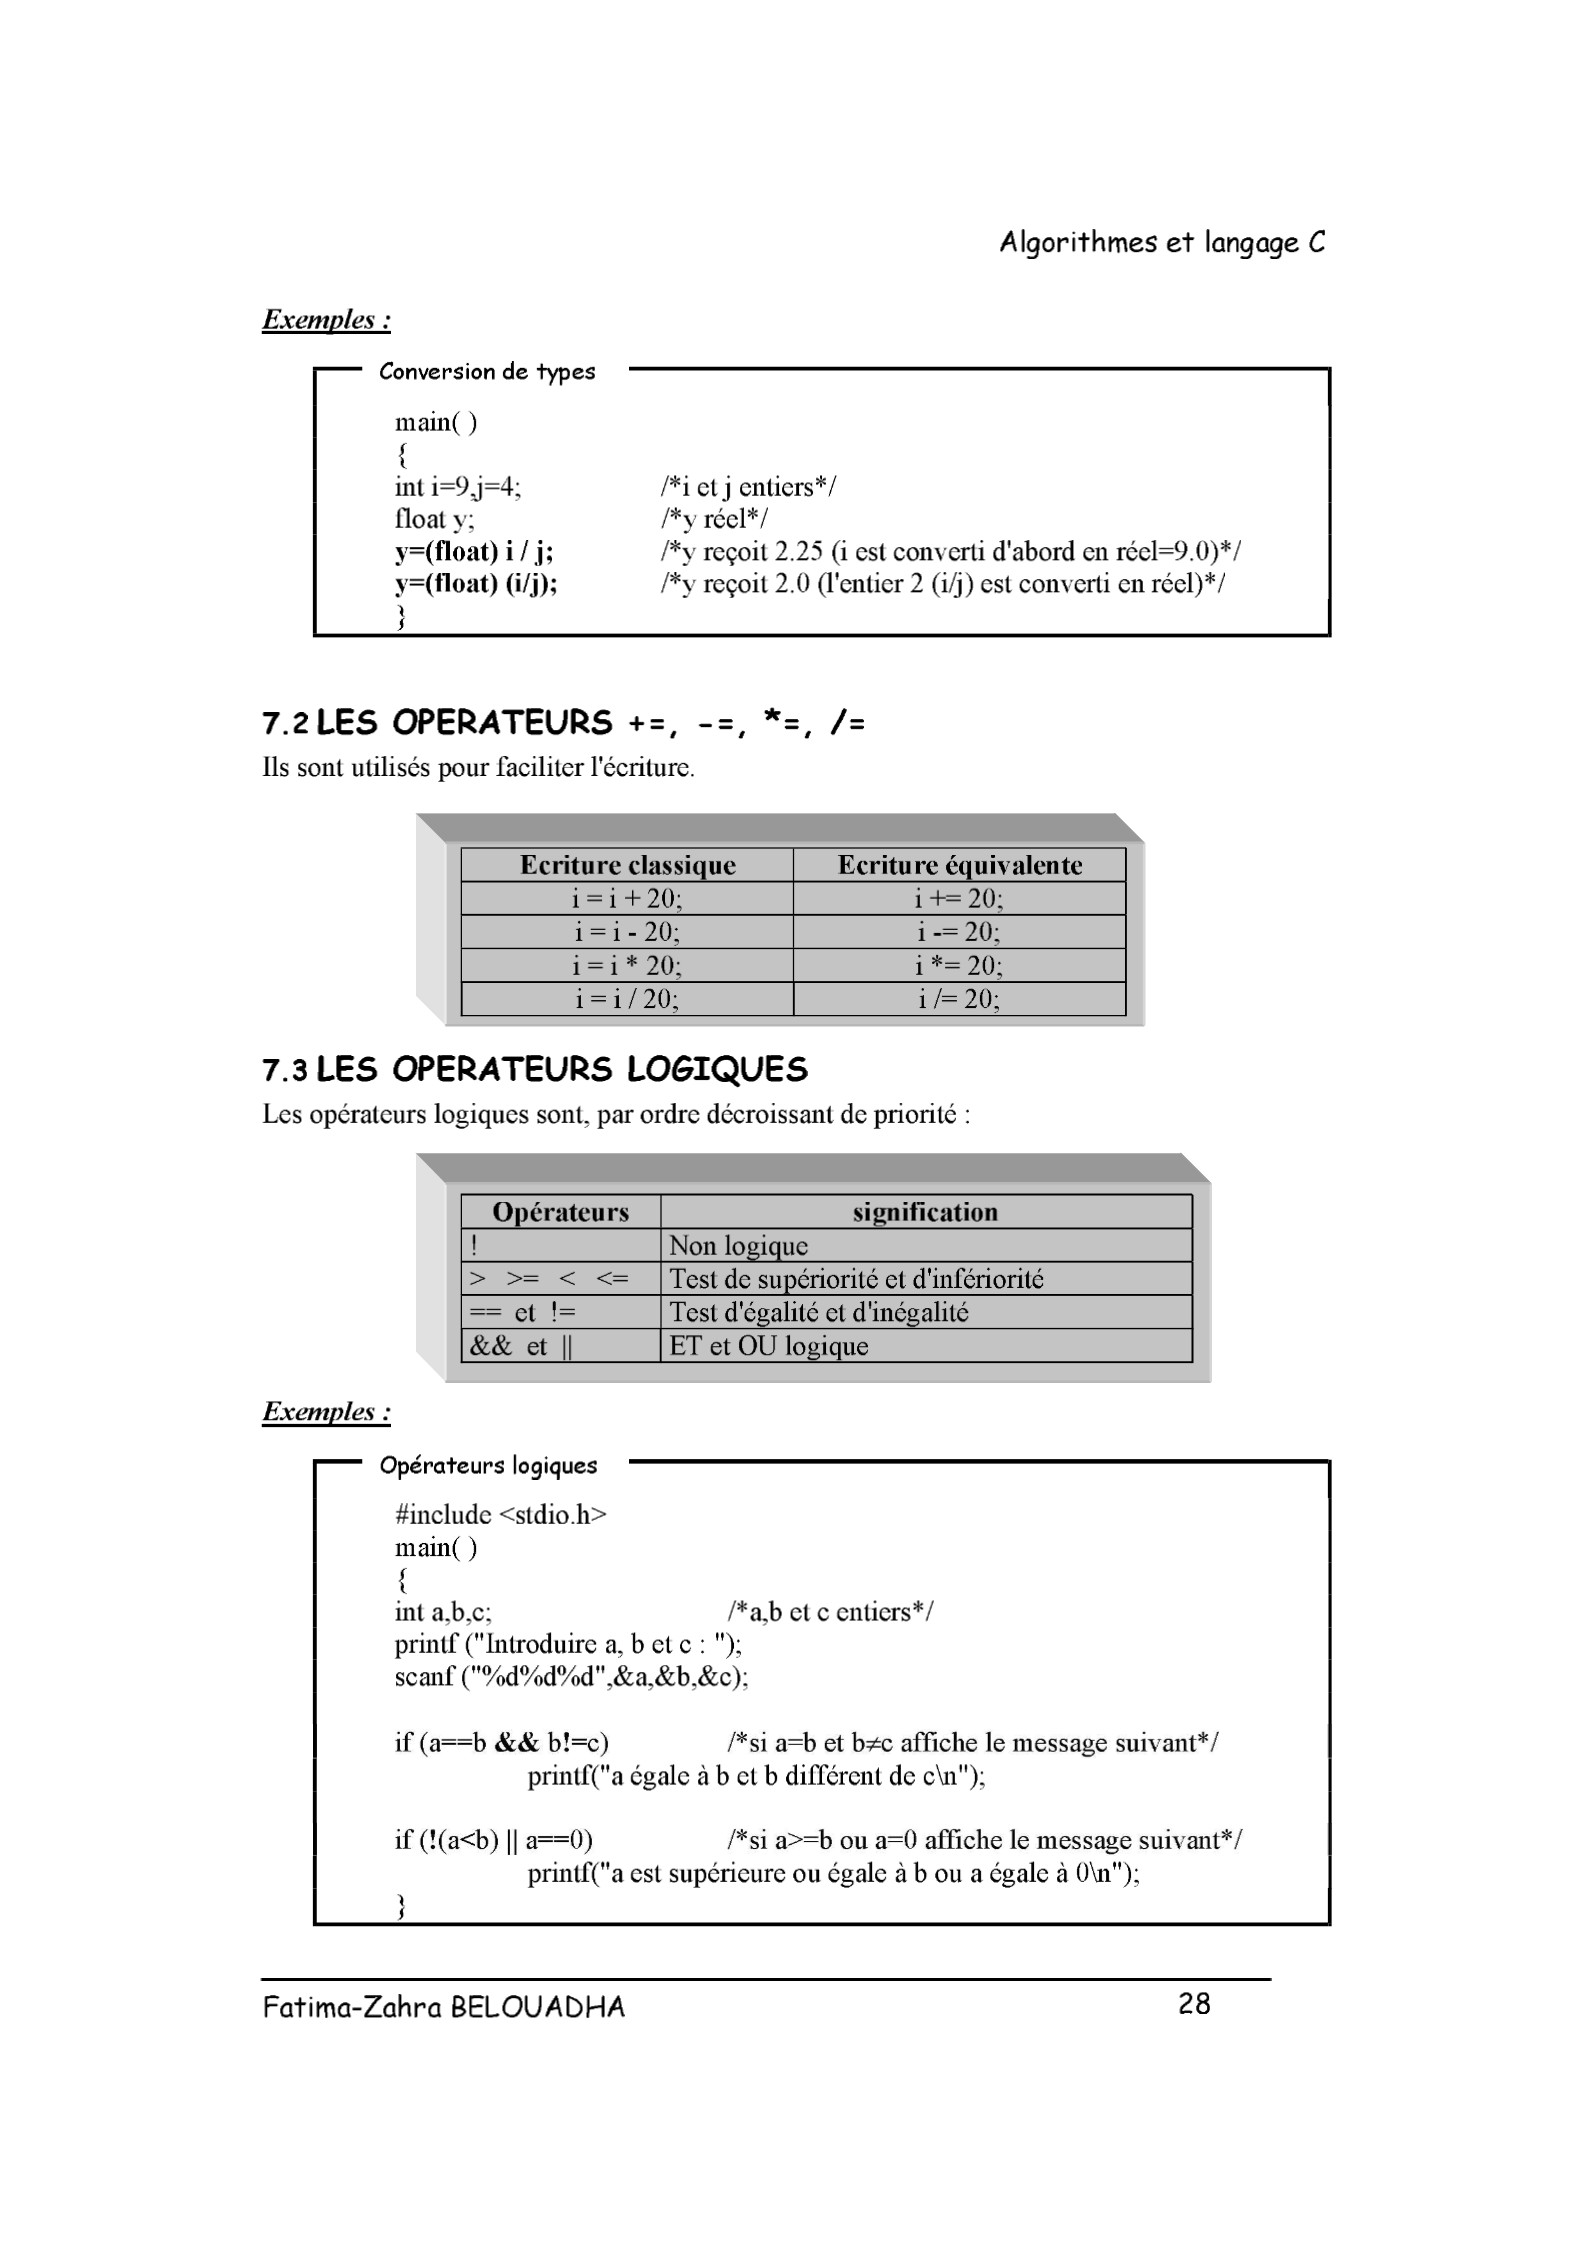 Algorithmes et langage C
Exemples :
Conversion de types
main( )
{
int i=9,j=4; /*i et j entiers*/
float y; /*y réel*/
y=(float) i / j; /*y reçoit 2.25 (i est converti d'abord en réel=9.0)*/
y=(float) (i/j); /*y reçoit 2.0 (l'entier 2 (i/j) est converti en réel)*/
}
7.2 LES OPERATEURS +=, -=, *=, /=
Ils sont utilisés pour faciliter l'écriture.
Ecriture classique Ecriture équivalente
i = i + 20; i += 20;
i = i - 20; i -= 20;
i = i * 20; i *= 20;
i = i / 20; i /= 20;
7.3 LES OPERATEURS LOGIQUES
Les opérateurs logiques sont, par ordre décroissant de priorité :
Opérateurs signification
! Non logique
> >= < <= Test de supériorité et d'infériorité
== et != Test d'égalité et d'inégalité
&& et || ET et OU logique
Exemples :
Opérateurs logiques
#include <stdio.h>
main( )
{
int a,b,c; /*a,b et c entiers*/
printf ("Introduire a, b et c : ");
scanf ("%d%d%d",&a,&b,&c);
if (a==b && b!=c) /*si a=b et b≠c affiche le message suivant*/
printf("a égale à b et b différent de c\n");
if (!(a<b) || a==0) /*si a>=b ou a=0 affiche le message suivant*/
printf("a est supérieure ou égale à b ou a égale à 0\n");
}
Fatima-Zahra BELOUADHA 28